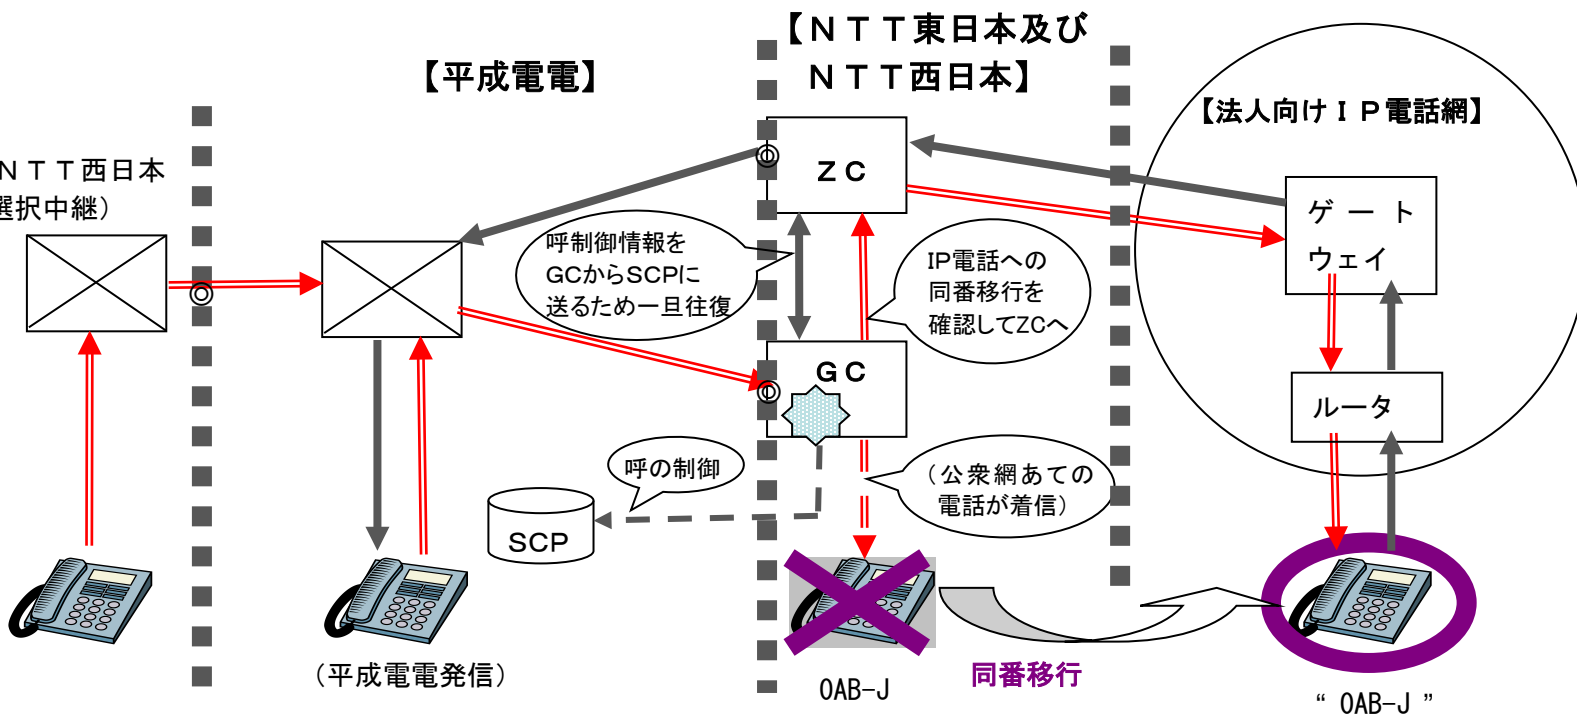 【ＮＴＴ東日本及び
ＮＴＴ西日本】
【平成電電】
【法人向けＩＰ電話網】
ＮＴＴ西日本
選択中継）
ＺＣ
ゲート
ウェイ
呼制御情報を
GCからSCPに
送るため一旦往復
IP電話への
同番移行を
確認してZCへ
ＧＣ
ルータ
呼の制御
（公衆網あての
電話が着信）
SCP
（平成電電発信）
0AB-J
同番移行
“ 0AB-J ”